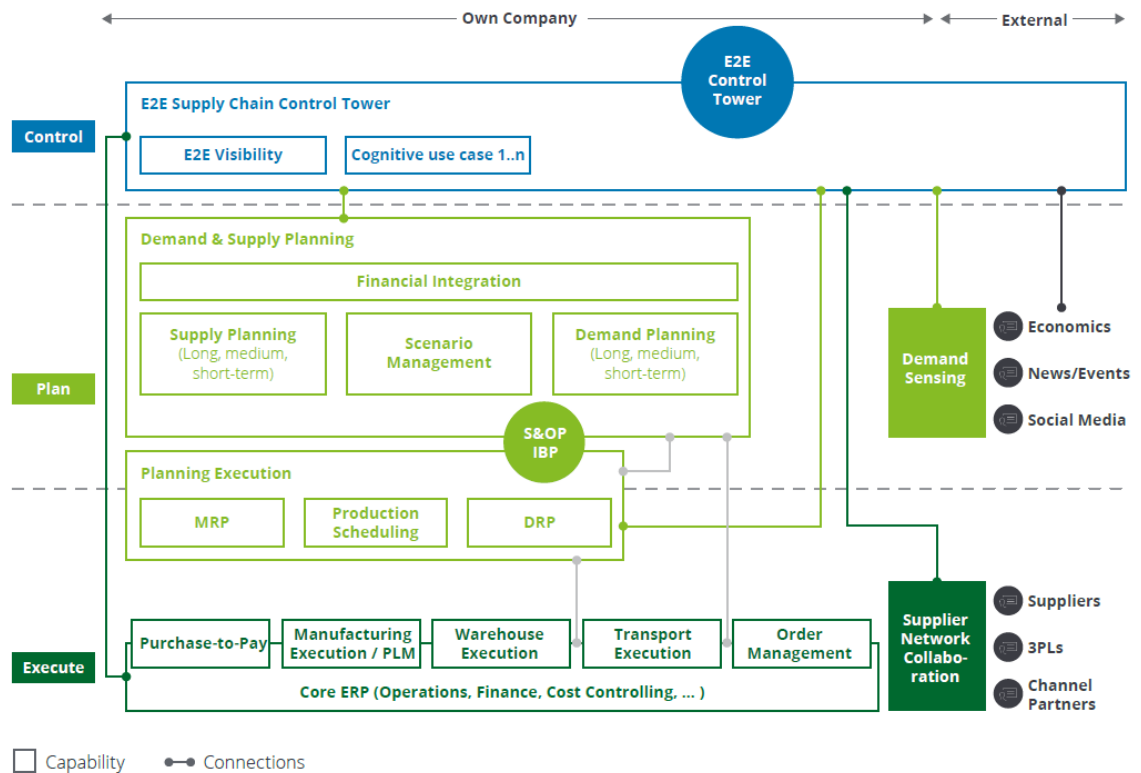 Own Company
External
E2E
Control
Tower
E2E Supply Chain Control Tower
Control
E2E Visibility
Cognitive use case 1..n
Demand & Supply Planning
Financial Integration
Supply Planning
(Long, medium,
short-term)
Scenario
Management
Demand Planning
(Long, medium,
short-term)
Plan
Demand
Sensing
Economics
News/Events
Social Media
S&OP
IBP
Planning Execution
MRP
Production
Scheduling
DRP
Execute
Purchase-to-Pay
Manufacturing
Execution / PLM
Warehouse
Execution
Transport
Execution
Order
Management
Core ERP (Operations, Finance, Cost Controlling, ... )
Supplier
Network
Collabo-
ration
Suppliers
3PLs
Channel
Partners
Capability
Connections